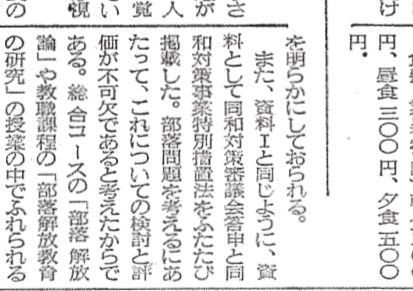 円、昼食三〇〇円、夕食一五〇〇
円。
を明らかにしておられる。
また、資料Ⅰと同じように、資
料として同和対策審議会答申と同
和対策事業特別措置法をふたたび
掲載した。部落問題を考えるにあ
たって、これについての検討と評
価が不可欠であると考えたからで
ある。総合コースの「部落解放
論」や教職課程の「部落解放教育
の研究」の授業の中でふれられる